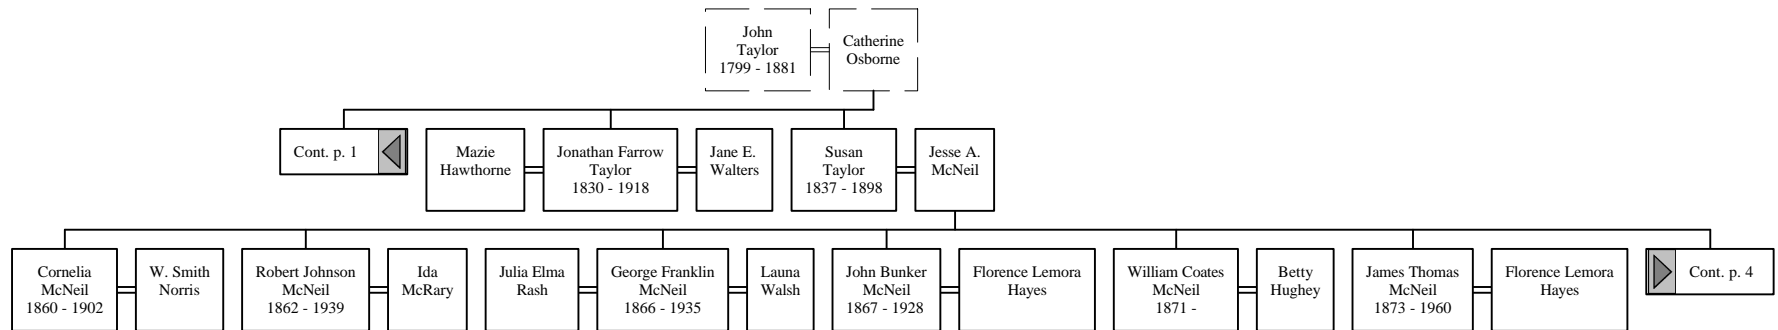 John
Taylor
1799 - 1881
Catherine
Osborne
Cont. p. 1
Mazie
Hawthorne
Jonathan Farrow
Taylor
1830 - 1918
Jane E.
Walters
Susan
Taylor
1837 - 1898
Jesse A.
McNeil
Cornelia
McNeil
1860 - 1902
W. Smith
Norris
Robert Johnson
McNeil
1862 - 1939
Ida
McRary
Julia Elma
Rash
George Franklin
McNeil
1866 - 1935
Launa
Walsh
John Bunker
McNeil
1867 - 1928
Florence Lemora
Hayes
William Coates
McNeil
1871 -
Betty
Hughey
James Thomas
McNeil
1873 - 1960
Florence Lemora
Hayes
Cont. p. 4